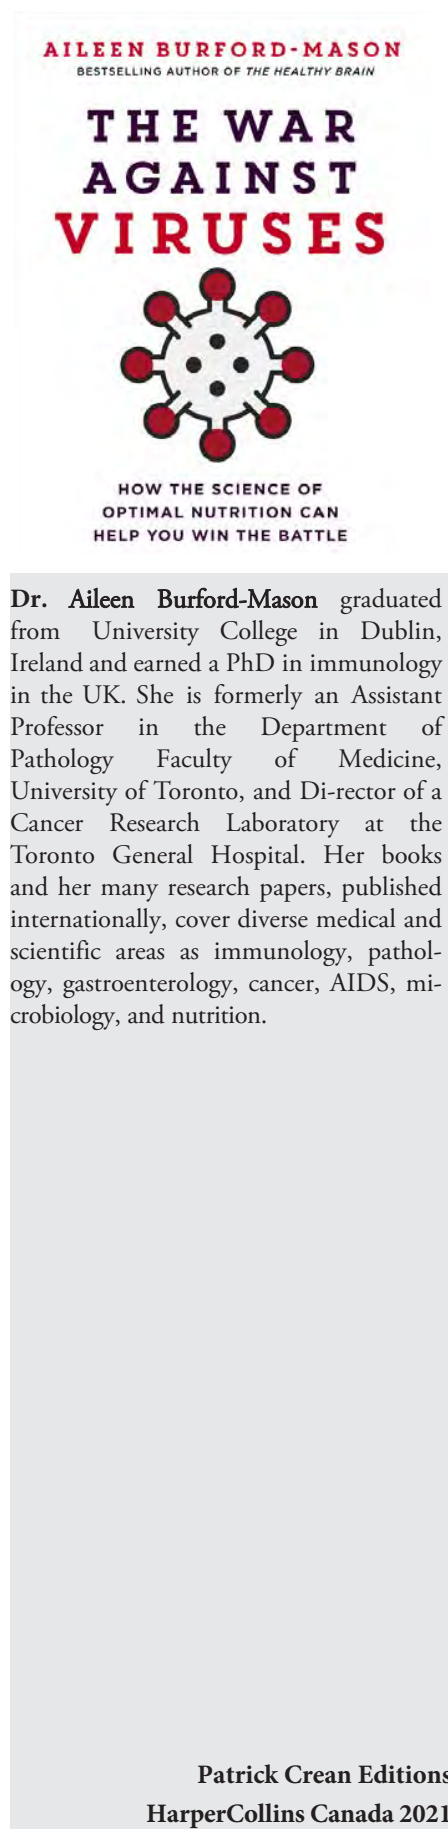 AILEEN BURFORD-MASON
BESTSELLING AUTHOR OF THE HEALTHY BRAIN
THE WAR
AGAINST
VIRUSES
HOW THE SCIENCE OF
OPTIMAL NUTRITION CAN
HELP YOU WIN THE BATTLE
Dr. Aileen Burford-Mason graduated
from University College in Dublin,
Ireland and earned a PhD in immunology
in the UK. She is formerly an Assistant
Professor in the Department of
Pathology Faculty of Medicine,
University of Toronto, and Di-rector of a
Cancer Research Laboratory at the
Toronto General Hospital. Her books
and her many research papers, published
internationally, cover diverse medical and
scientific areas as immunology, pathol-
ogy, gastroenterology, cancer, AIDS, mi-
crobiology, and nutrition.
Patrick Crean Editions
HarperCollins Canada 2021